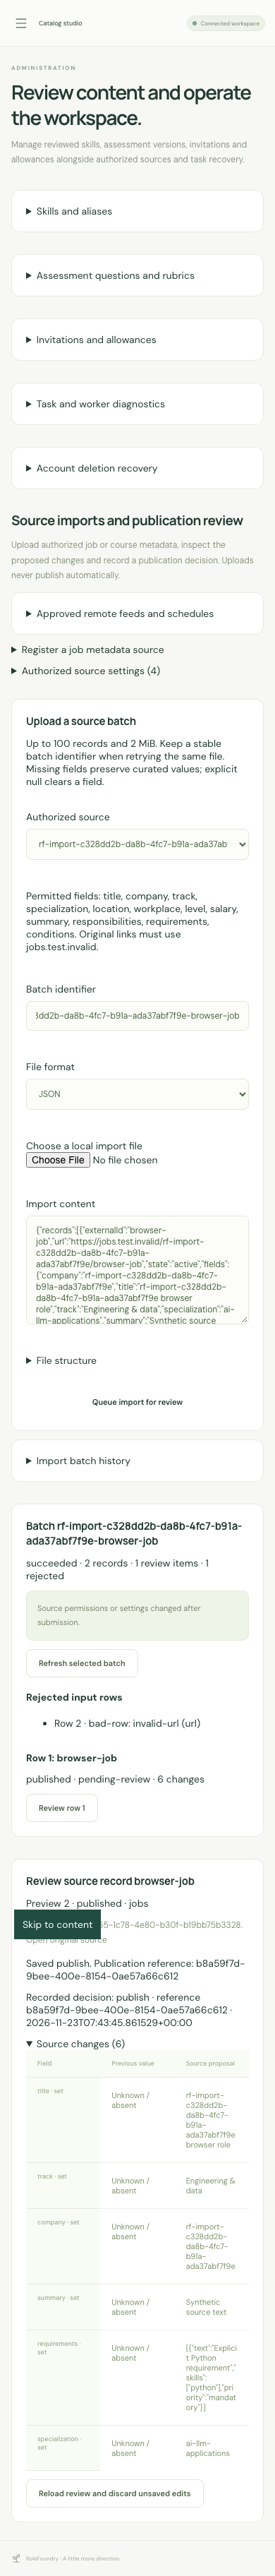 Catalog studio
Connected workspace
ADMINISTRATION
Review content and operate
the workspace.
Manage reviewed skills, assessment versions, invitations and
allowances alongside authorized sources and task recovery.
Skills and aliases
Assessment questions and rubrics
Invitations and allowances
Task and worker diagnostics
Account deletion recovery
Source imports and publication review
Upload authorized job or course metadata, inspect the
proposed changes and record a publication decision. Uploads
never publish automatically.
Approved remote feeds and schedules
Register a job metadata source
Authorized source settings (4)
Upload a source batch
Up to 100 records and 2 MiB. Keep a stable
batch identifier when retrying the same file.
Missing fields preserve curated values; explicit
null clears a field.
Authorized source
rf-import-c328dd2b-da8b-4fc7-b91a-ada37ab
Permitted fields: title, company, track,
specialization, location, workplace, level, salary,
summary, responsibilities, requirements,
conditions. Original links must use
jobs.test.invalid.
Batch identifier
3dd2b-da8b-4fc7-b91a-ada37af7f9e-browser-job
File format
JSON
Choose a local import file
Choose File No file chosen
Import content
{"records":[{"externalId":"browser-
job","url":"https://jobs.test.invalid/rf-import-
c328dd2b-da8b-4fc7-b91a-
ada37ab7f9e/browser-job","state":"active","fields":
{"company":"rf-import-c328dd2b-da8b-4fc7-
b91a-ada37abf7f9e","title":"rf-import-c328dd2b-
da8b-4fc7-b91a-ada37abf7f9e browser
role","track":"Engineering & data","specialization":"ai-
llm-applications","summary":"Synthetic source
File structure
Queue import for review
Import batch history
Batch rf-import-c328dd2b-da8b-4fc7-b91a-
ada37abf7f9e-browser-job
succeeded · 2 records · 1 review items · 1
rejected
Source permissions or settings changed after
submission.
Refresh selected batch
Rejected input rows
Row 2 · bad-row: invalid-url (url)
Row 1: browser-job
published · pending-review · 6 changes
Review row 1
Review source record browser-job
Preview 2 · published · jobs
Skip to content
55-1c78-4e80-b30f-b19bb75b3328.
Open original source
Saved publish. Publication reference: b8a59f7d-
9bee-400e-8154-0ae57a66c612
Recorded decision: publish · reference
b8a59f7d-9bee-400e-8154-0ae57a66c612 ·
2026-11-23T07:43:45.861529+00:00
Source changes (6)
Field Previous value Source proposal
title · set Unknown / absent rf-import-c328dd2b-da8b-4fc7-b91a-ada37abf7f9e browser role
track · set Unknown / absent Engineering & data
company · set Unknown / absent rf-import-c328dd2b-da8b-4fc7-b91a-ada37abf7f9e
summary · set Unknown / absent Synthetic source text
requirements · set Unknown / absent [{"text":"Explicit Python requirement","skills":["python"],"priority":"mandatory"}]
specialization · set Unknown / absent ai-llm-applications
Reload review and discard unsaved edits
RoleFoundry · A little more direction.